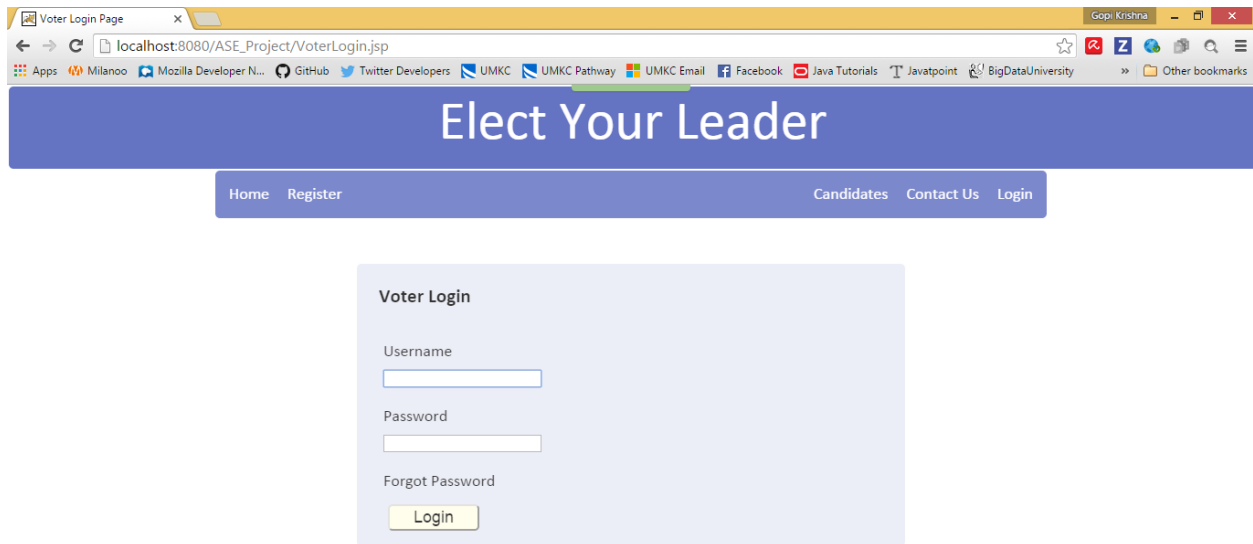 Voter Login Page
Gopi Krishna
localhost:8080/ASE_Project/VoterLogin.jsp
Apps Milanoo Mozilla Developer N... GitHub Twitter Developers UMKC UMKC Pathway UMKC Email Facebook Java Tutorials Javatpoint BigDataUniversity » Other bookmarks
Elect Your Leader
Home Register Candidates Contact Us Login
Voter Login
Username
Password
Forgot Password
Login